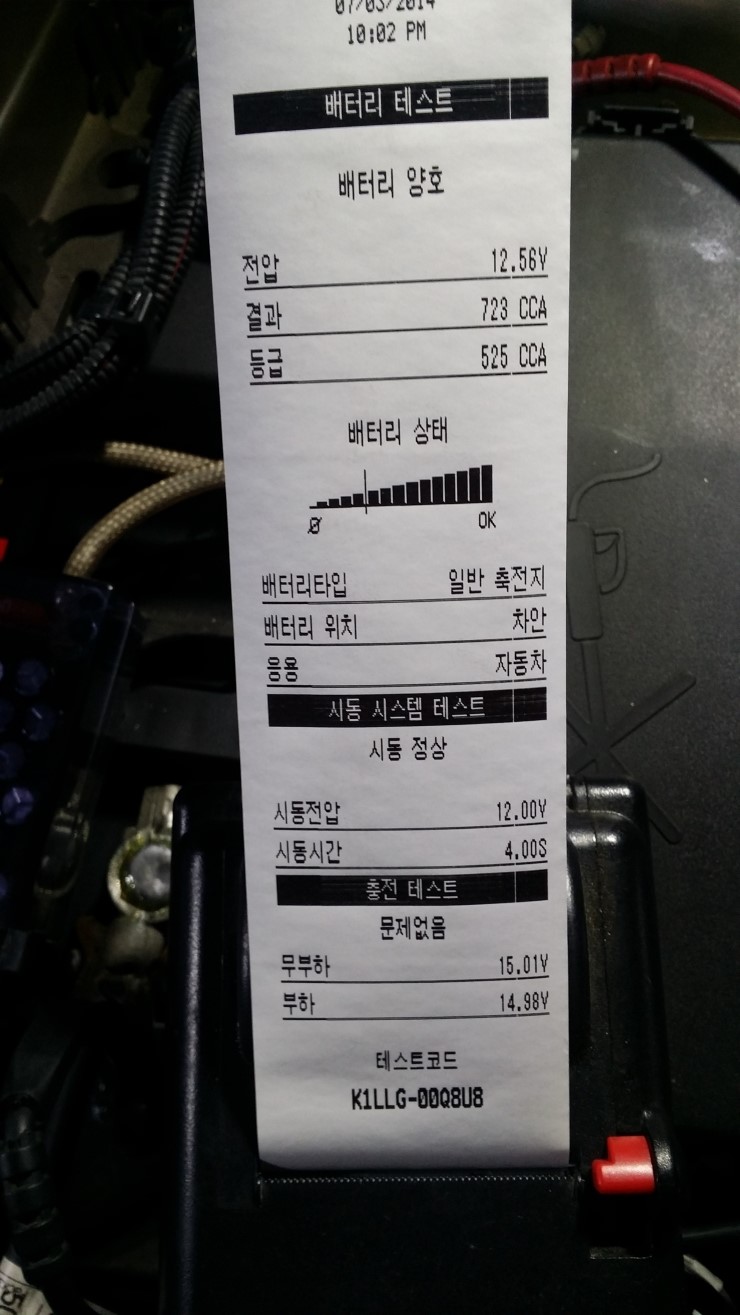 07/03/2014
10:02 PM
배터리 테스트
배터리 양호
전압 12.56V
결과 723 CCA
등급 525 CCA
배터리 상태
0 OK
배터리타입 일반 축전지
배터리 위치 차안
응용 자동차
시동 시스템 테스트
시동 정상
시동전압 12.00V
시동시간 4.00S
충전 테스트
문제없음
무부하 15.01V
부하 14.98V
테스트코드
K1LLG-00Q8U8